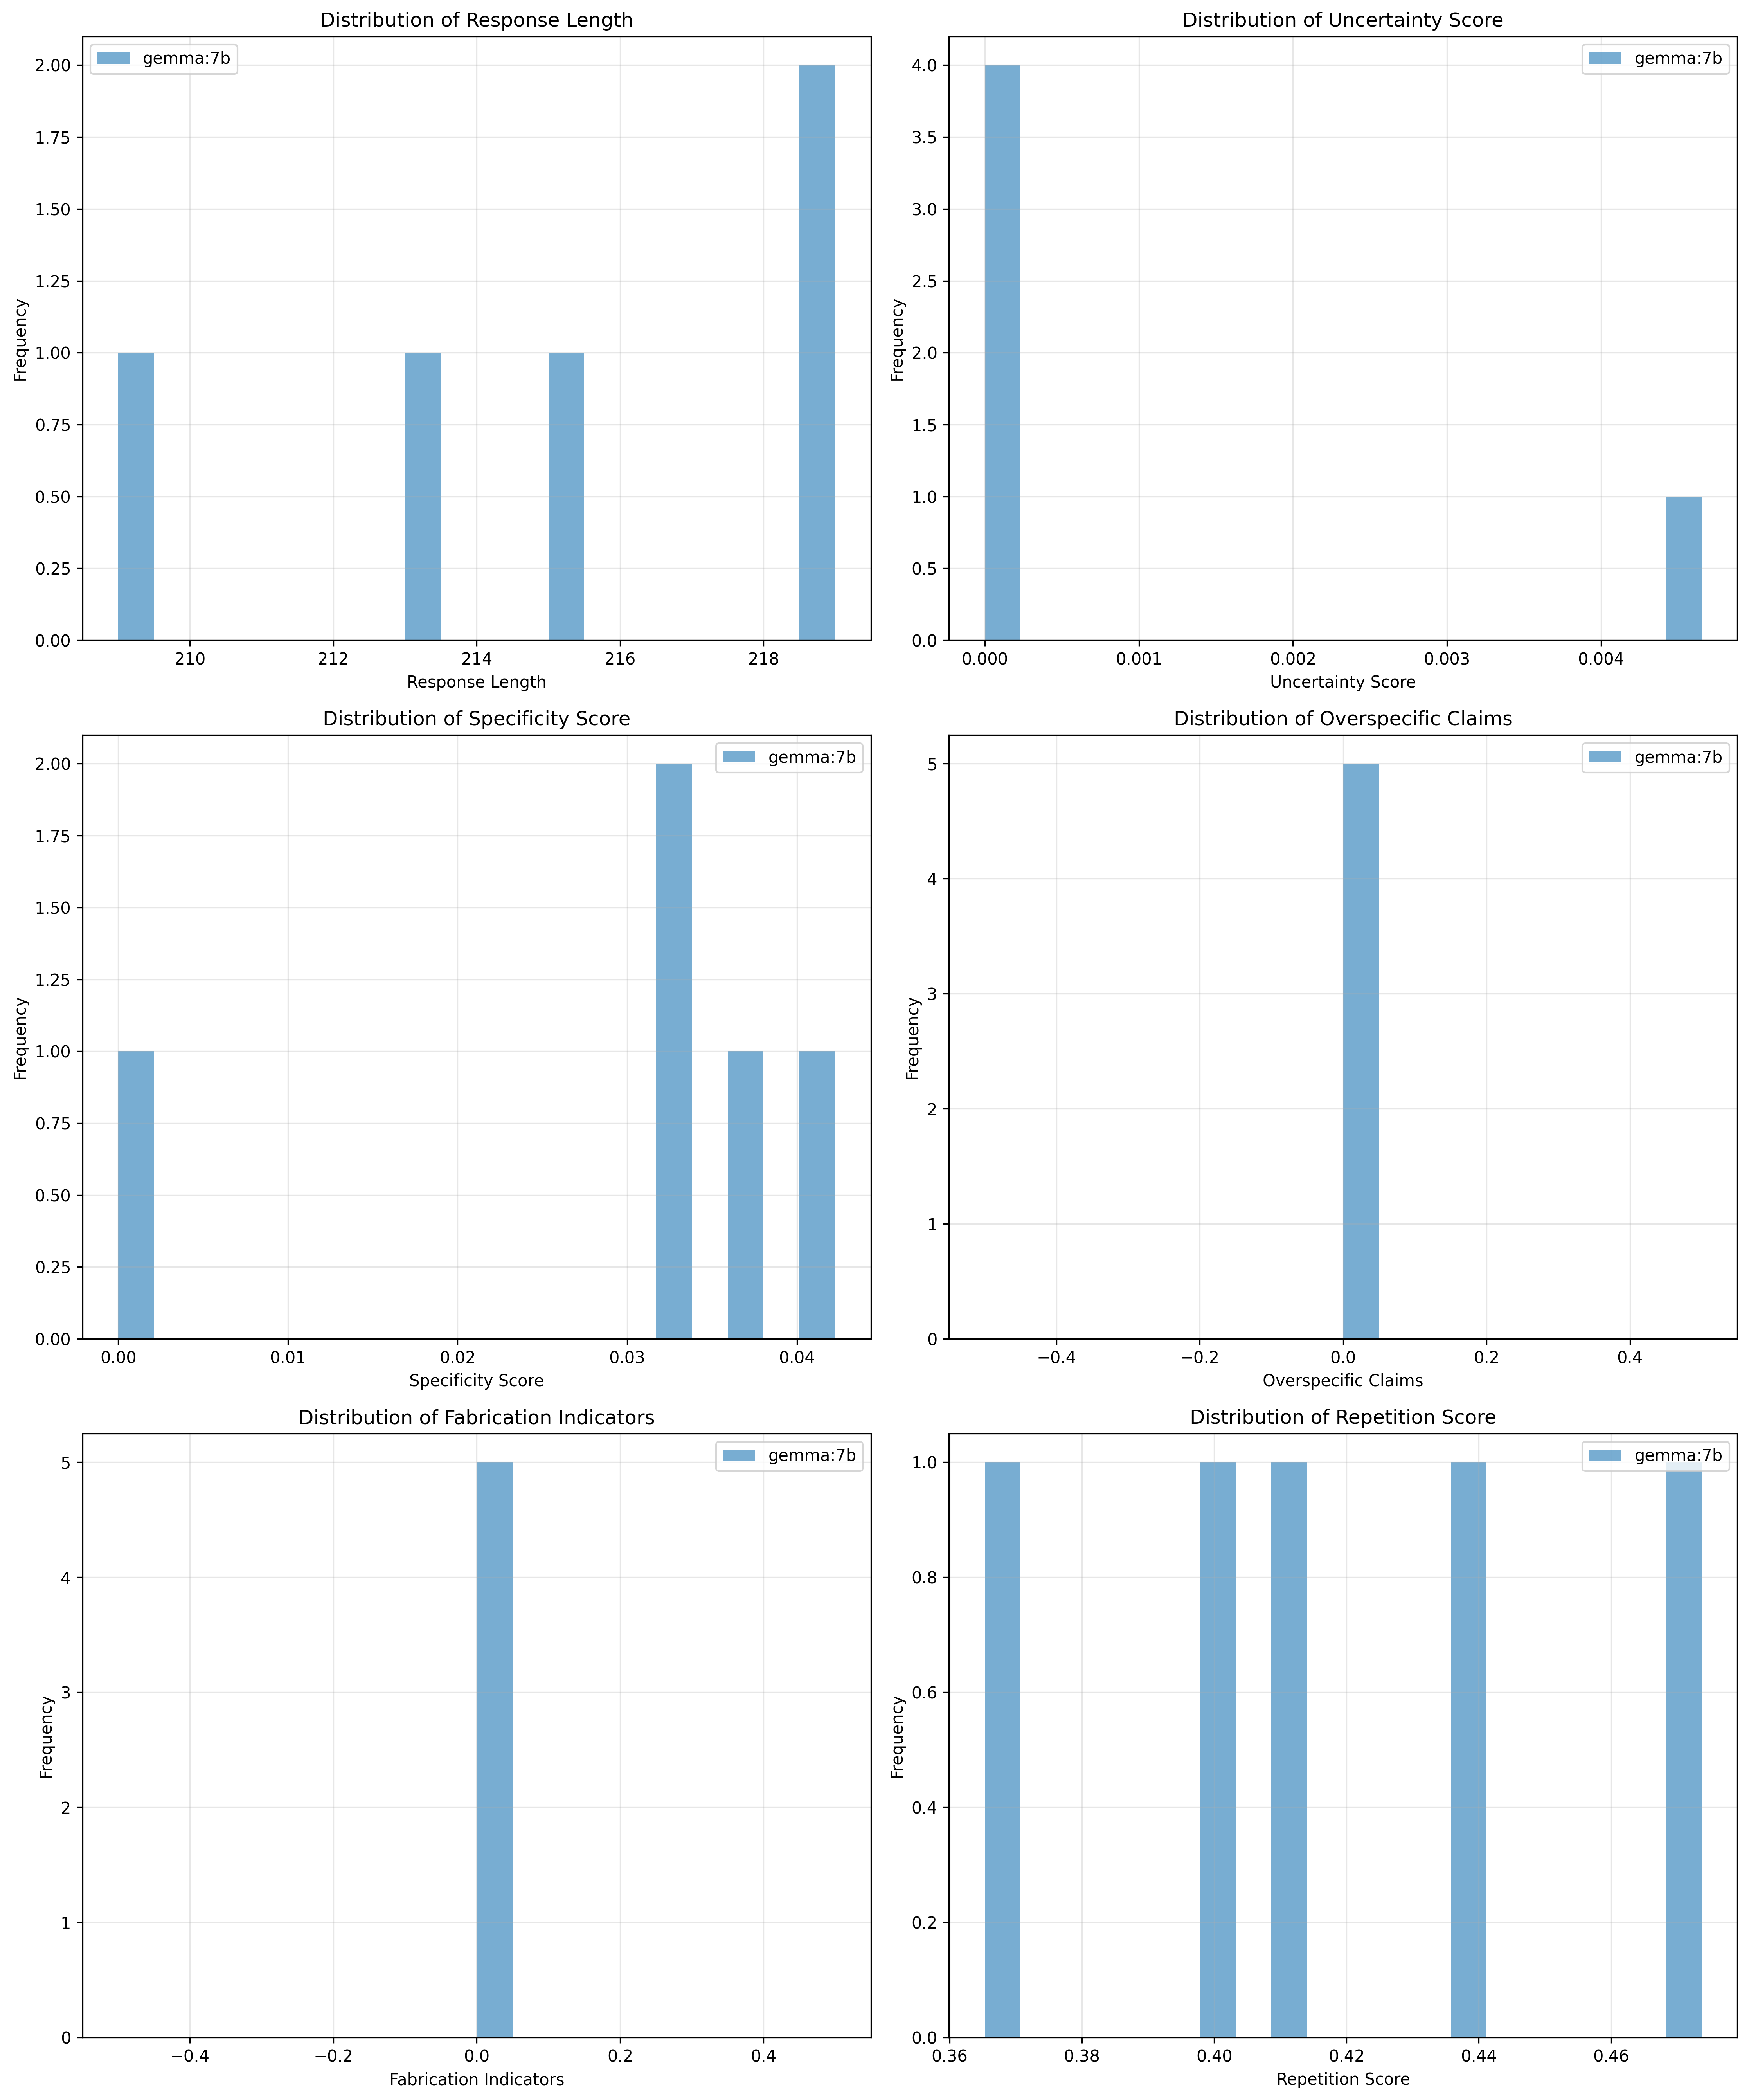 Distribution of Response Length
gemma:7b
2.00
1.75
1.50
1.25
1.00
0.75
0.50
0.25
0.00
Frequency
210 212 214 216 218
Response Length
Distribution of Uncertainty Score
gemma:7b
4.0
3.5
3.0
2.5
2.0
1.5
1.0
0.5
0.0
Frequency
0.000 0.001 0.002 0.003 0.004
Uncertainty Score
Distribution of Specificity Score
gemma:7b
2.00
1.75
1.50
1.25
1.00
0.75
0.50
0.25
0.00
Frequency
0.00 0.01 0.02 0.03 0.04
Specificity Score
Distribution of Overspecific Claims
gemma:7b
5
4
3
2
1
0
Frequency
−0.4 −0.2 0.0 0.2 0.4
Overspecific Claims
Distribution of Fabrication Indicators
gemma:7b
5
4
3
2
1
0
Frequency
−0.4 −0.2 0.0 0.2 0.4
Fabrication Indicators
Distribution of Repetition Score
gemma:7b
1.0
0.8
0.6
0.4
0.2
0.0
Frequency
0.36 0.38 0.40 0.42 0.44 0.46
Repetition Score